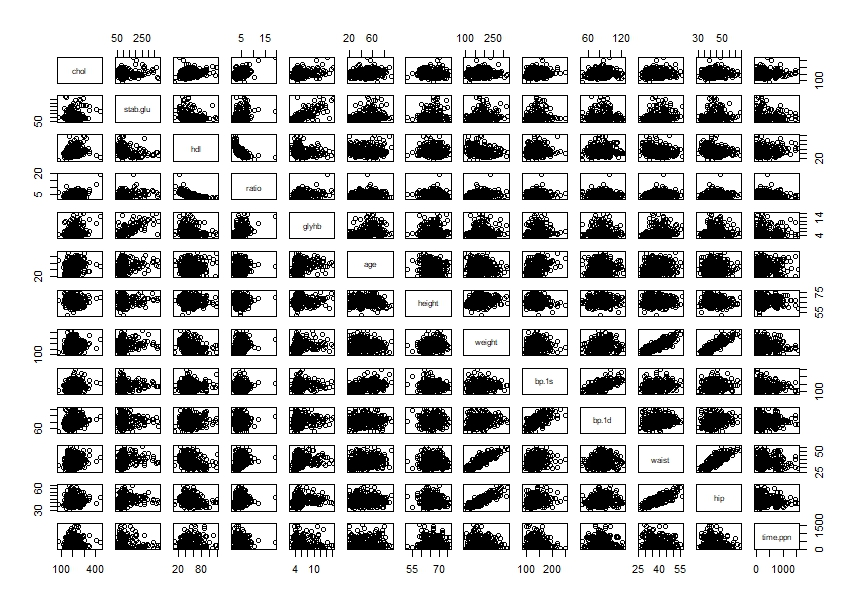 50 250 5 15 20 60 100 250 60 120 30 50
chol 100
50 stab.glu
hdl 20
5 20 ratio
glyhb 4 14
20 age
height 55 75
100 weight
bp.1s 100
60 bp.1d
waist 25 50
30 60 hip
time.ppn 0 1500
100 400 20 80 4 10 55 70 100 200 25 40 55 0 1000